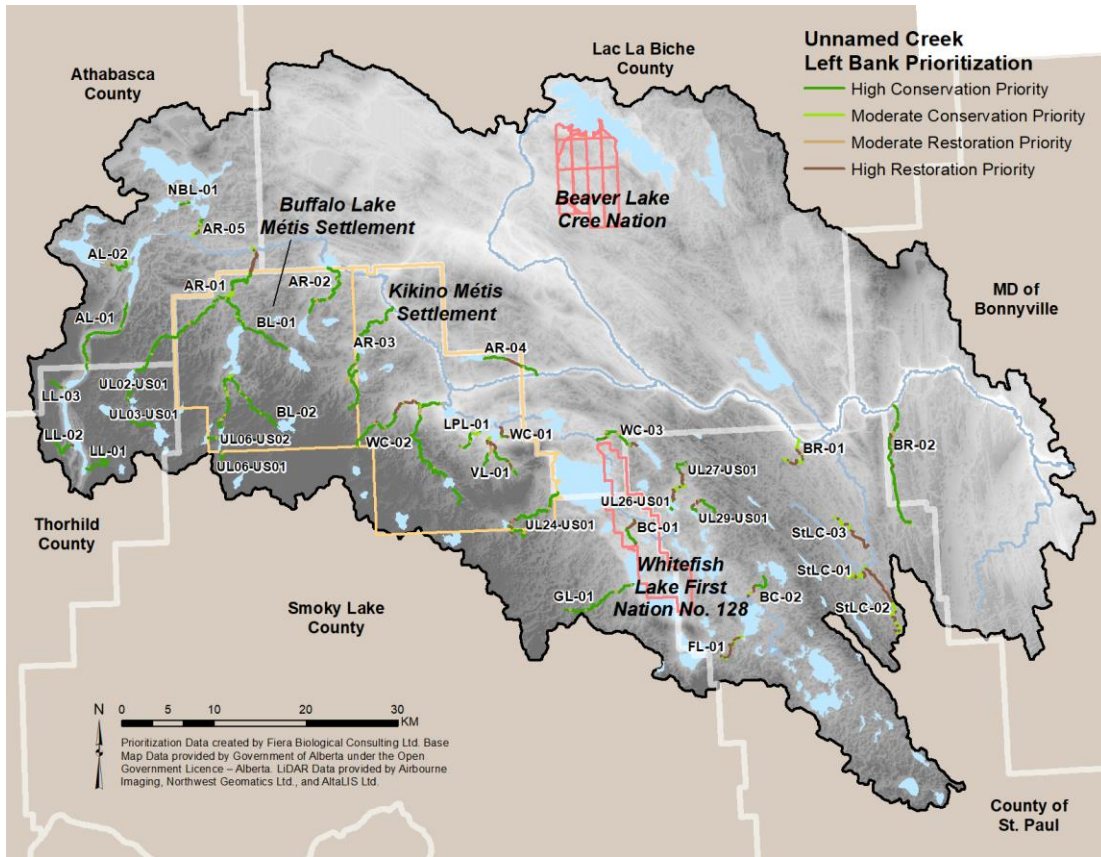 Unnamed Creek
Left Bank Prioritization
High Conservation Priority
Moderate Conservation Priority
Moderate Restoration Priority
High Restoration Priority
Lac La Biche
County
Athabasca
County
NBL-01
Buffalo Lake
Métis Settlement
Beaver Lake
Cree Nation
AR-05
AL-02
AR-01
AR-02
Kikino Métis
Settlement
MD of
Bonnyville
AL-01
BL-01
AR-03
AR-04
UL02-US01
LL-03
UL03-US01
BL-02
LL-02
LL-01
UL06-US02
UL06-US01
WC-02
LPL-01
WC-01
WC-03
VL-01
BR-01
BR-02
UL27-US01
UL26-US01
UL29-US01
UL24-US01
BC-01
StLC-03
StLC-01
StLC-02
Thorhild
County
Whitefish
Lake First
Nation No. 128
GL-01
BC-02
Smoky Lake
County
FL-01
N
0 5 10 20 30
KM
Prioritization Data created by Fiera Biological Consulting Ltd. Base
Map Data provided by Government of Alberta under the Open
Government Licence – Alberta. LiDAR Data provided by Airbourne
Imaging, Northwest Geomatics Ltd., and AltaLIS Ltd.
County of
St. Paul